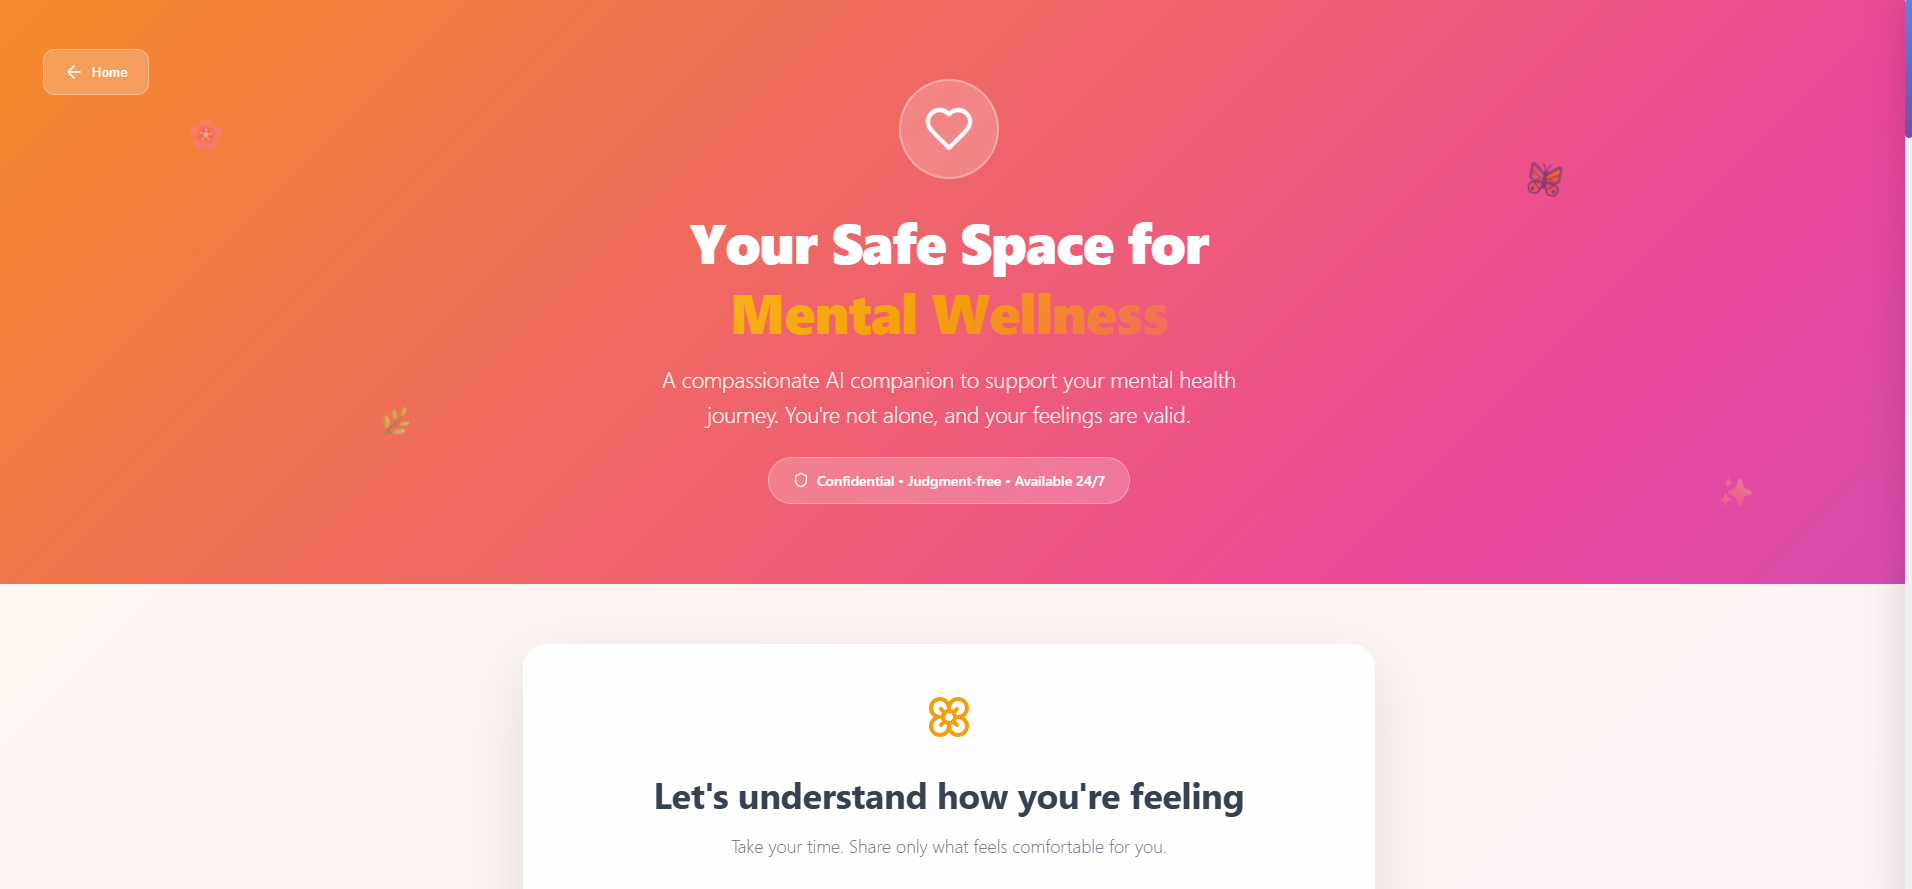 Home
Your Safe Space for
Mental Wellness
A compassionate AI companion to support your mental health
journey. You're not alone, and your feelings are valid.
Confidential • Judgment-free • Available 24/7
Let's understand how you're feeling
Take your time. Share only what feels comfortable for you.